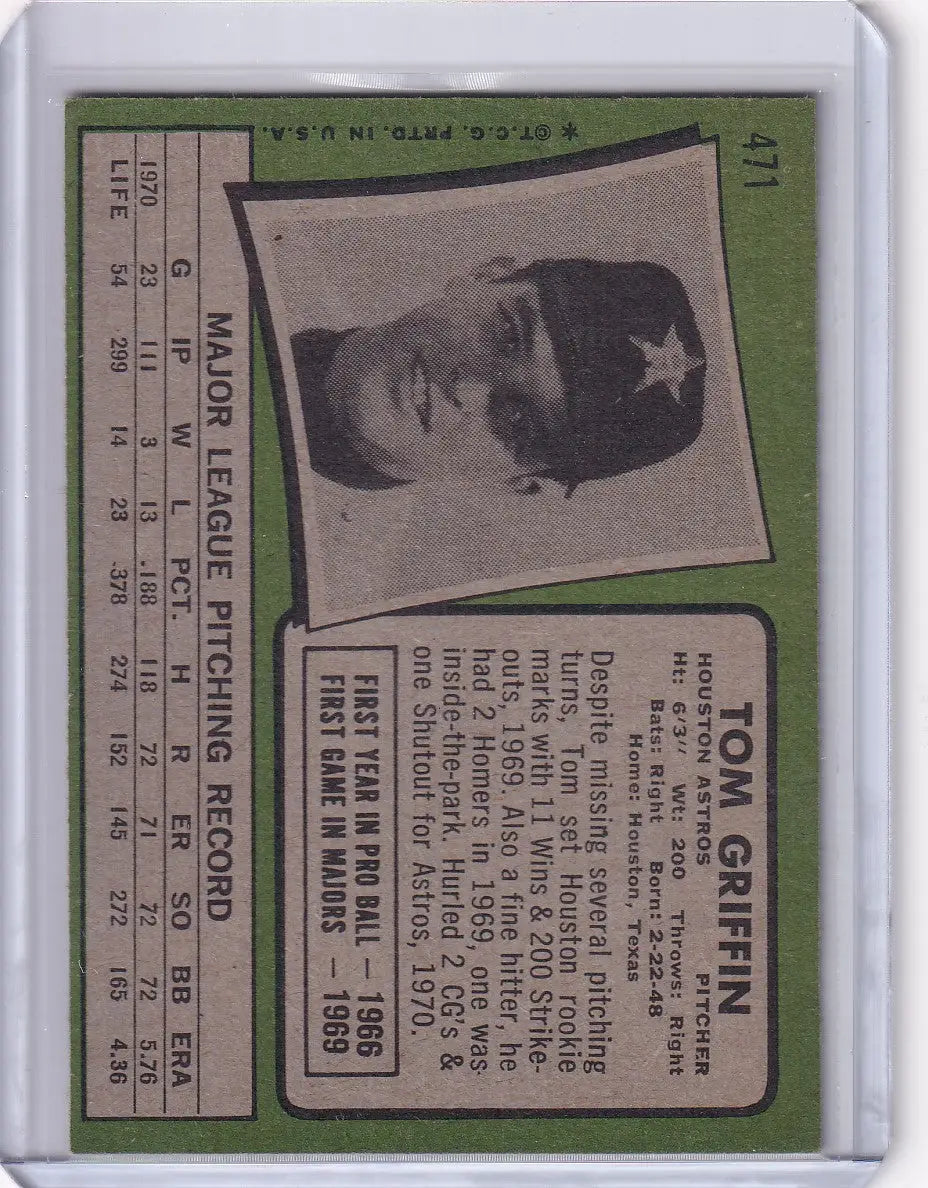 471
* ©T.C.G. PRTD. IN U.S.A.
TOM GRIFFIN
HOUSTON ASTROS PITCHER
Ht: 6'3" Wt: 200 Throws: Right
Bats: Right Born: 2-22-48
Home: Houston, Texas
Despite missing several pitching
turns, Tom set Houston rookie
marks with 11 Wins & 200 Strike-
outs, 1969. Also a fine hitter, he
had 2 Homers in 1969, one was
inside-the-park. Hurled 2 CG's &
one Shutout for Astros, 1970.
FIRST YEAR IN PRO BALL — 1966
FIRST GAME IN MAJORS — 1969
MAJOR LEAGUE PITCHING RECORD
G IP W L PCT. H R ER SO BB ERA
1970 23 111 3 13 .188 118 72 71 72 72 5.76
LIFE 54 299 14 23 .378 274 152 145 272 165 4.36